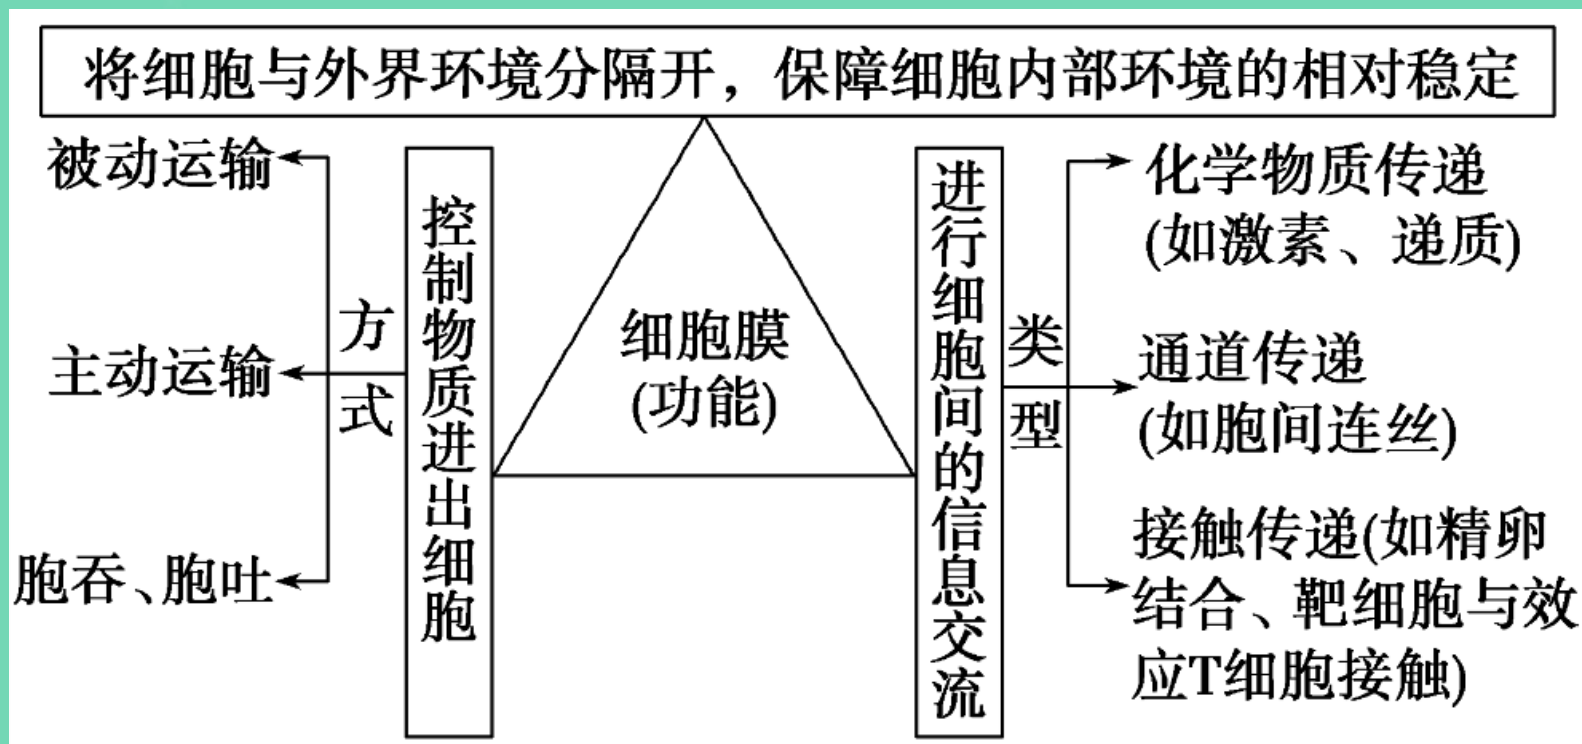 将细胞与外界环境分隔开，保障细胞内部环境的相对稳定
被动运输
主动运输
胞吞、胞吐
方式
控制物质进出细胞
细胞膜
(功能)
进行细胞间的信息交流
类型
化学物质传递
(如激素、递质)
通道传递
(如胞间连丝)
接触传递(如精卵
结合、靶细胞与效
应T细胞接触)